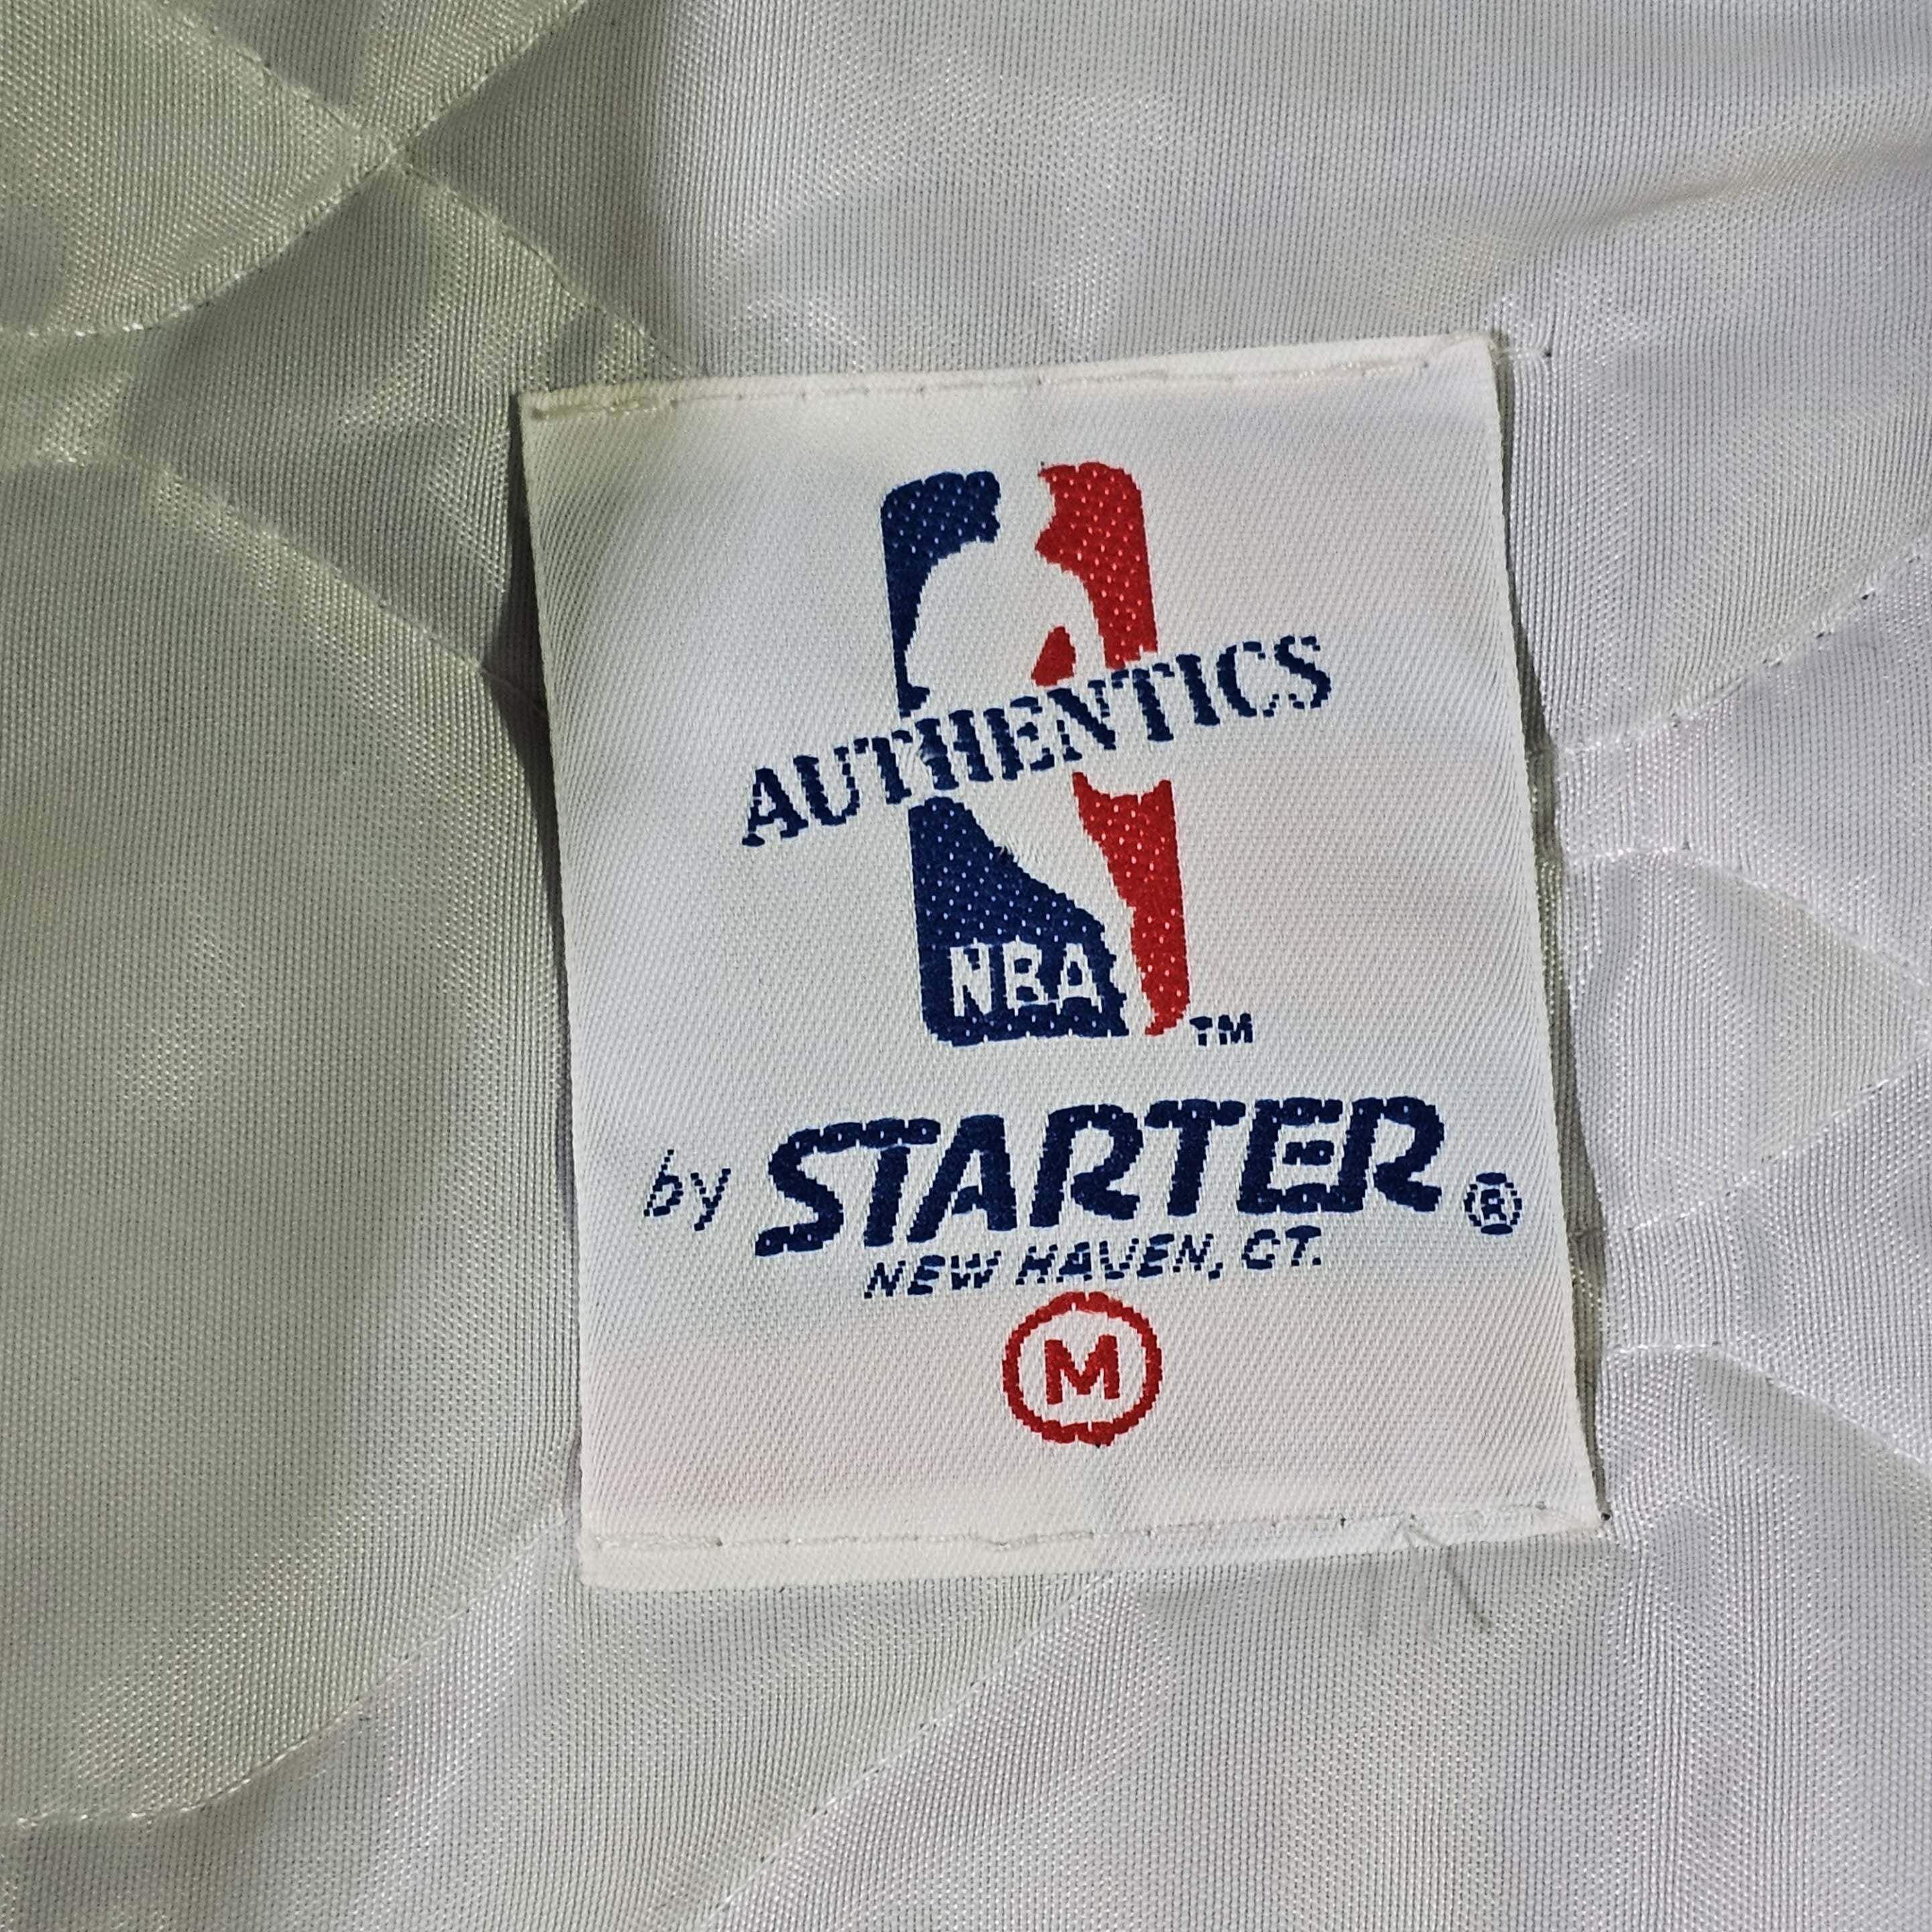 AUTHENTICS
NBA TM
by STARTER ®
NEW HAVEN, CT.
M